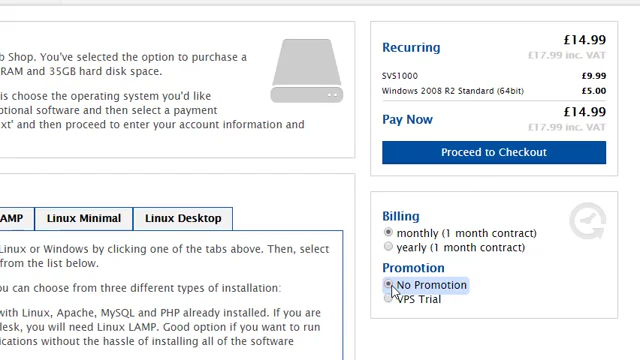 b Shop. You've selected the option to purchase a
RAM and 35GB hard disk space.
is choose the operating system you'd like
ptional software and then select a payment
xt' and then proceed to enter your account information and
AMP
Linux Minimal
Linux Desktop
Linux or Windows by clicking one of the tabs above. Then, select
from the list below.
u can choose from three different types of installation:
with Linux, Apache, MySQL and PHP already installed. If you are
lesk, you will need Linux LAMP. Good option if you want to run
ications without the hassle of installing all of the software
Recurring
£14.99
£17.99 inc. VAT
SVS1000 £9.99
Windows 2008 R2 Standard (64bit) £5.00
Pay Now
£14.99
£17.99 inc. VAT
Proceed to Checkout
Billing
monthly (1 month contract)
yearly (1 month contract)
Promotion
No Promotion
VPS Trial